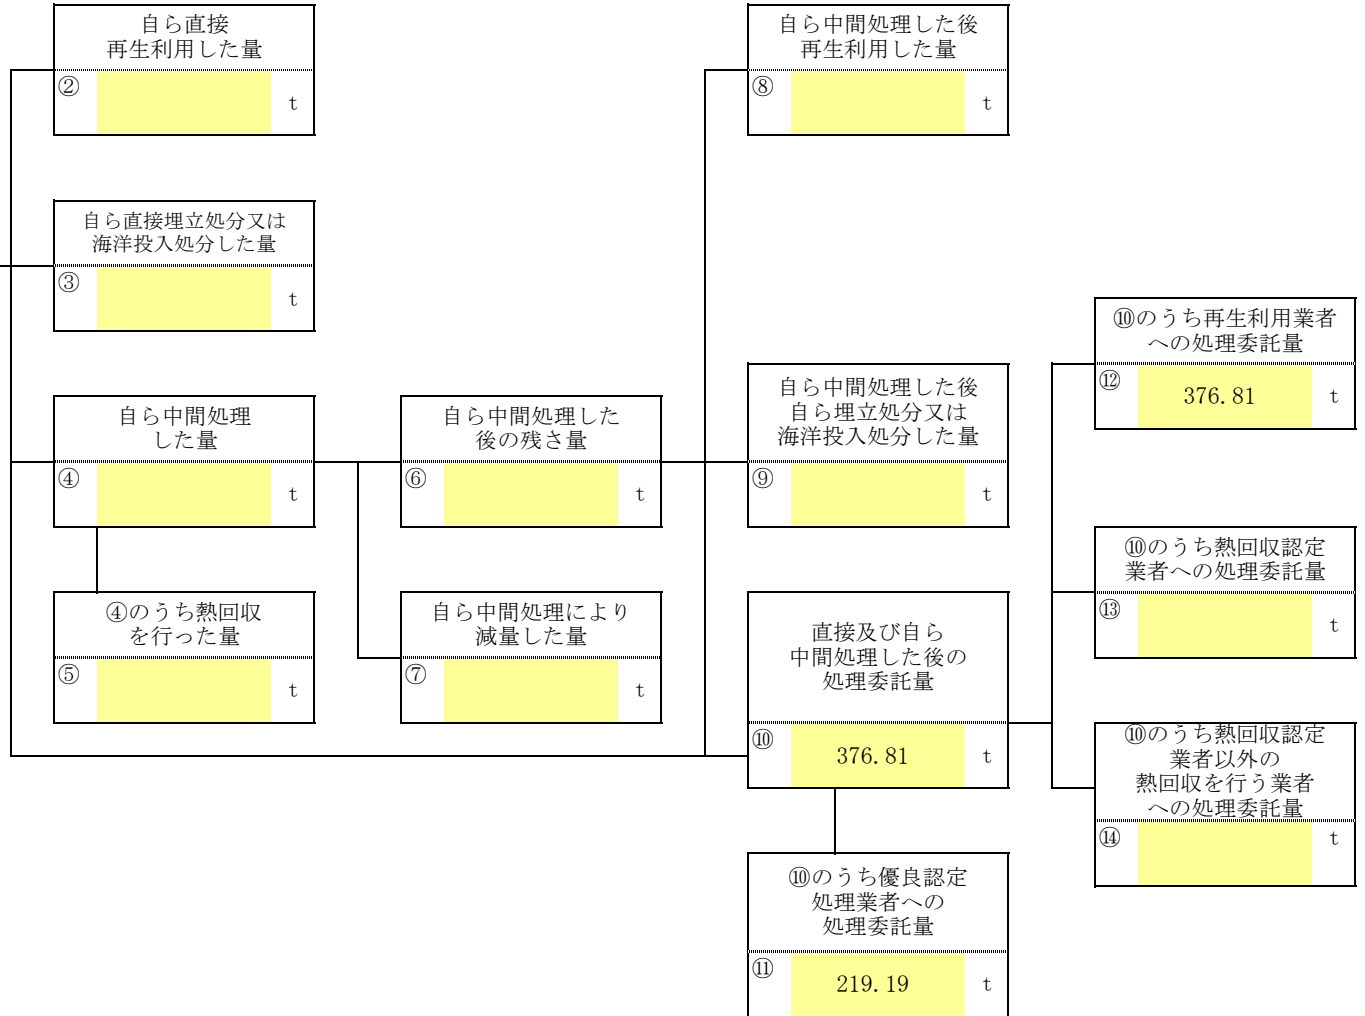 自ら直接
再生利用した量
②
t
自ら中間処理した後
再生利用した量
⑧
t
自ら直接埋立処分又は
海洋投入処分した量
③
t
⑩のうち再生利用業者
への処理委託量
⑫
376.81
t
自ら中間処理
した量
④
t
自ら中間処理した
後の残さ量
⑥
t
自ら中間処理した後
自ら埋立処分又は
海洋投入処分した量
⑨
t
⑩のうち熱回収認定
業者への処理委託量
⑬
t
④のうち熱回収
を行った量
⑤
t
自ら中間処理により
減量した量
⑦
t
直接及び自ら
中間処理した後の
処理委託量
⑩
376.81
t
⑩のうち熱回収認定
業者以外の
熱回収を行う業者
への処理委託量
⑭
t
⑩のうち優良認定
処理業者への
処理委託量
⑪
219.19
t